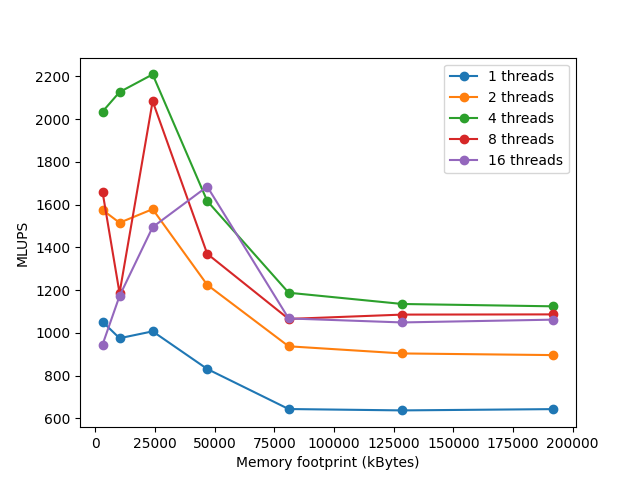 2200
2000
1800
1600
1400
1200
1000
800
600
MLUPS
1 threads
2 threads
4 threads
8 threads
16 threads
0 25000 50000 75000 100000 125000 150000 175000 200000
Memory footprint (kBytes)